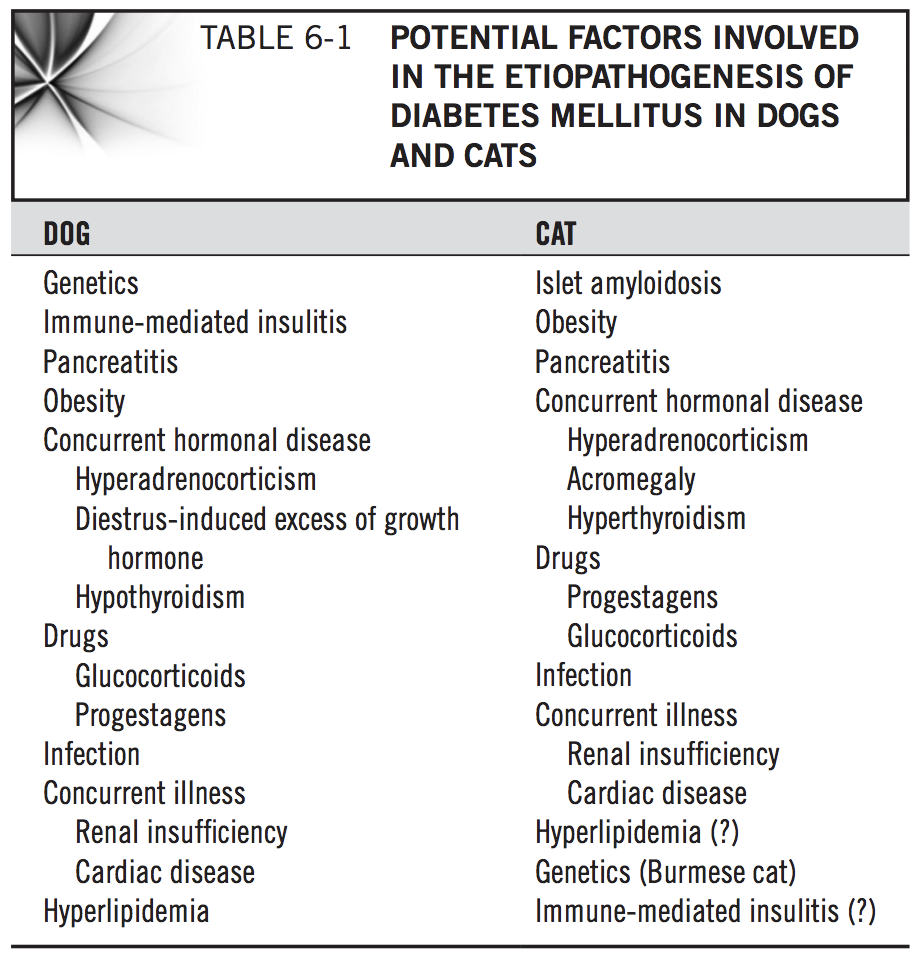 TABLE 6-1 POTENTIAL FACTORS INVOLVED
IN THE ETIOPATHOGENESIS OF
DIABETES MELLITUS IN DOGS
AND CATS
DOG
Genetics
Immune-mediated insulitis
Pancreatitis
Obesity
Concurrent hormonal disease
Hyperadrenocorticism
Diestrus-induced excess of growth
hormone
Hypothyroidism
Drugs
Glucocorticoids
Progestagens
Infection
Concurrent illness
Renal insufficiency
Cardiac disease
Hyperlipidemia
CAT
Islet amyloidosis
Obesity
Pancreatitis
Concurrent hormonal disease
Hyperadrenocorticism
Acromegaly
Hyperthyroidism
Drugs
Progestagens
Glucocorticoids
Infection
Concurrent illness
Renal insufficiency
Cardiac disease
Hyperlipidemia (?)
Genetics (Burmese cat)
Immune-mediated insulitis (?)